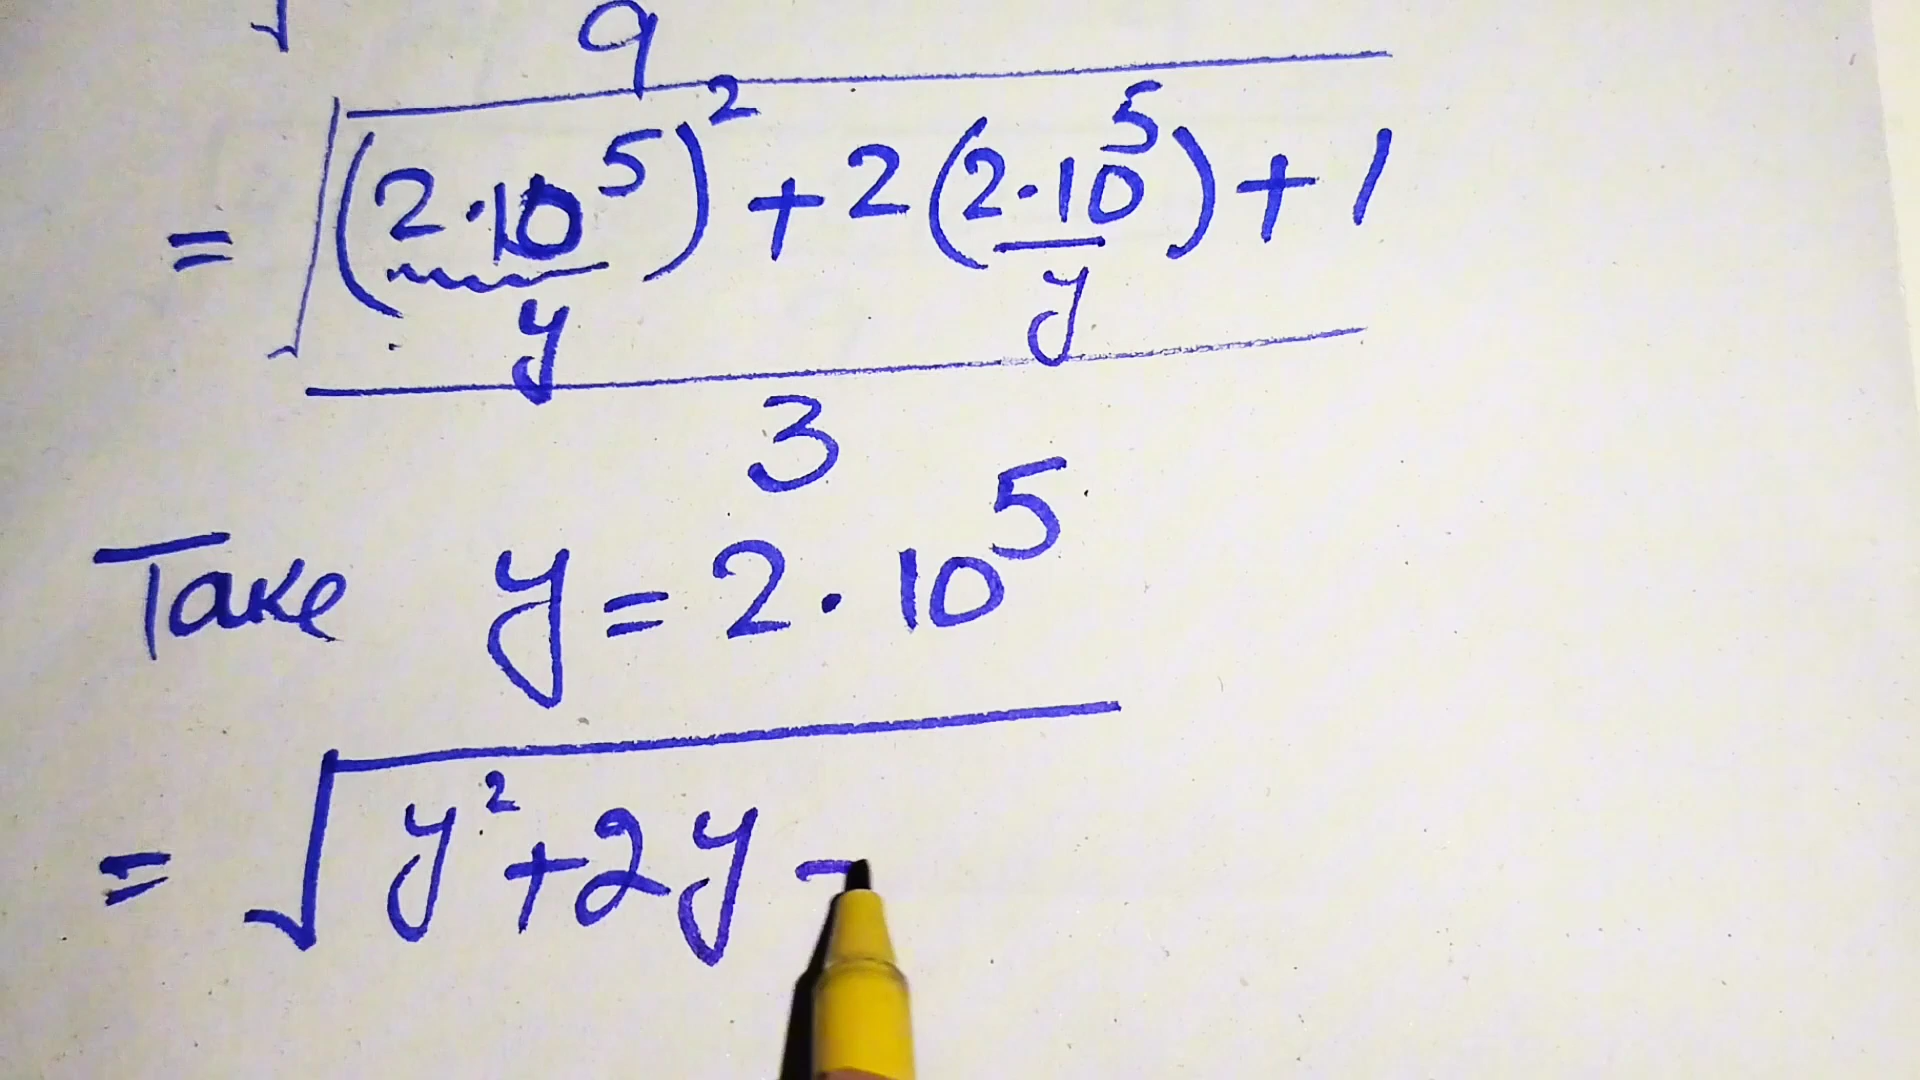 9
= √((2·10⁵)² + 2(2·10⁵) + 1
y y
3
Take y = 2·10⁵
= √(y² + 2y -